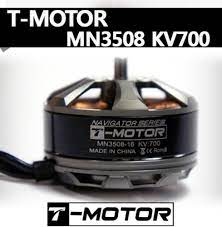 T-MOTOR
MN3508 KV700
NAVIGATOR SERIES
T-MOTOR
MN3508-16 KV:700
MADE IN CHINA
T-MOTOR